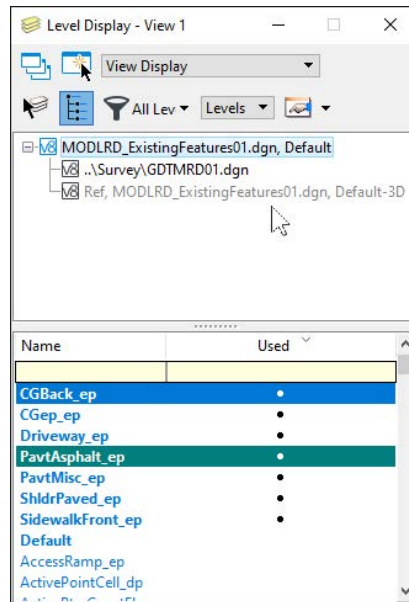 Level Display - View 1
View Display
All Lev
Levels
MODLRD_ExistingFeatures01.dgn, Default
..\Survey\GDTMRD01.dgn
Ref, MODLRD_ExistingFeatures01.dgn, Default-3D
Name Used
CGBack_ep
CGep_ep
Driveway_ep
PavtAsphalt_ep
PavtMisc_ep
ShldrPaved_ep
SidewalkFront_ep
Default
AccessRamp_ep
ActivePointCell_dp